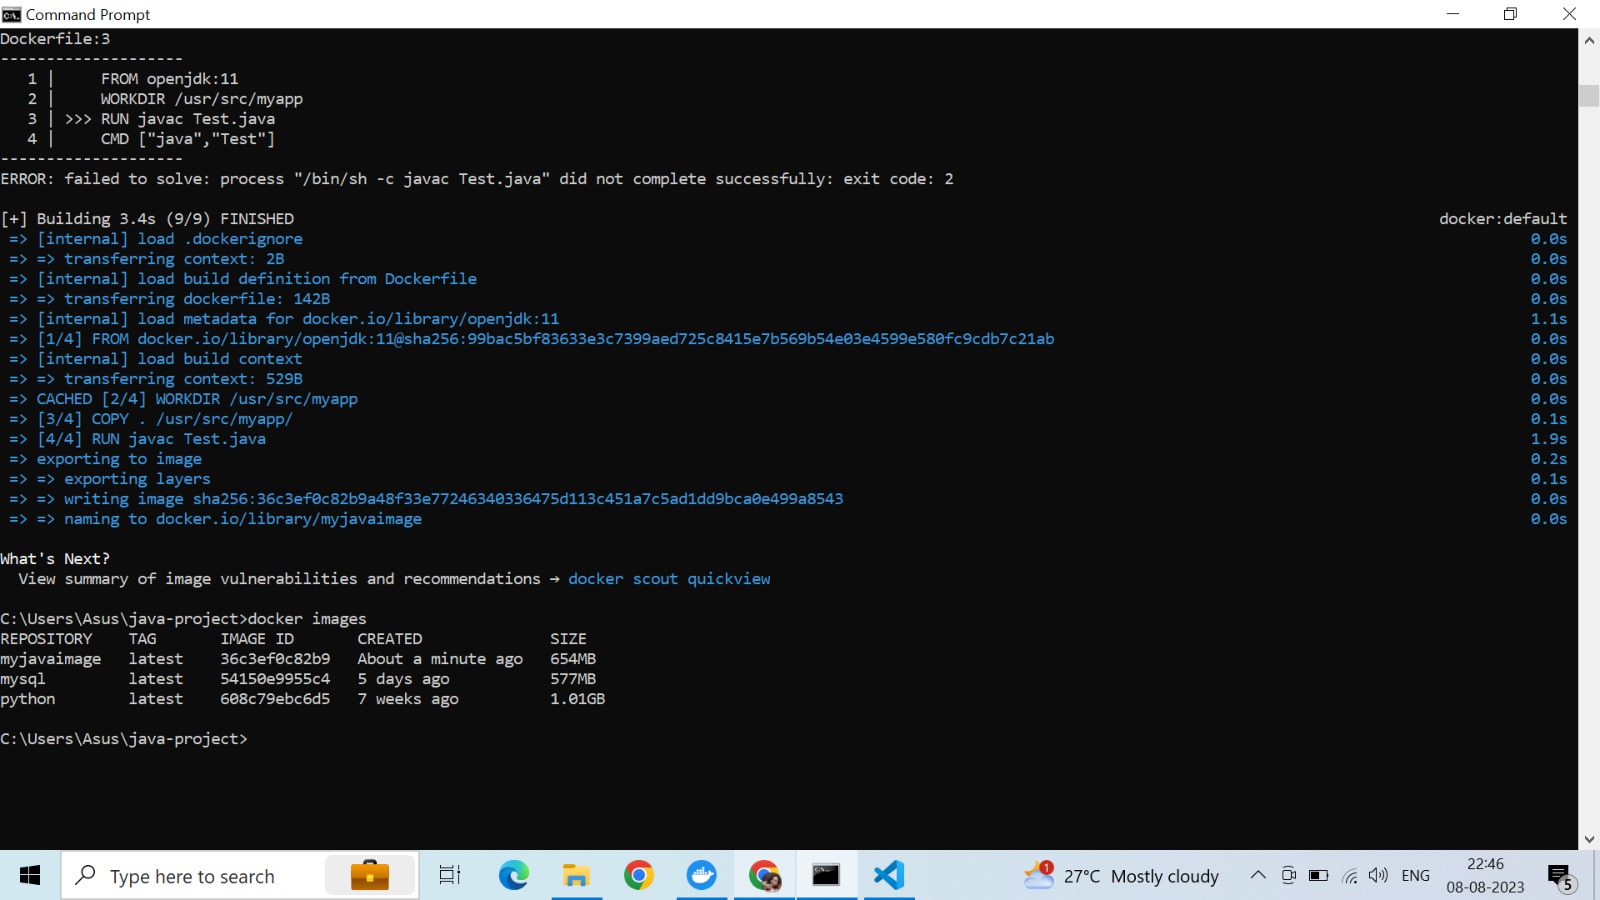 Command Prompt
Dockerfile:3
--------------------
   1 |     FROM openjdk:11
   2 |     WORKDIR /usr/src/myapp
   3 | >>> RUN javac Test.java
   4 |     CMD ["java","Test"]
--------------------
ERROR: failed to solve: process "/bin/sh -c javac Test.java" did not complete successfully: exit code: 2
[+] Building 3.4s (9/9) FINISHED docker:default
 => [internal] load .dockerignore 0.0s
 => => transferring context: 2B 0.0s
 => [internal] load build definition from Dockerfile 0.0s
 => => transferring dockerfile: 142B 0.0s
 => [internal] load metadata for docker.io/library/openjdk:11 1.1s
 => [1/4] FROM docker.io/library/openjdk:11@sha256:99bac5bf83633e3c7399aed725c8415e7b569b54e03e4599e580fc9cdb7c21ab 0.0s
 => [internal] load build context 0.0s
 => => transferring context: 529B 0.0s
 => CACHED [2/4] WORKDIR /usr/src/myapp 0.0s
 => [3/4] COPY . /usr/src/myapp/ 0.1s
 => [4/4] RUN javac Test.java 1.9s
 => exporting to image 0.2s
 => => exporting layers 0.1s
 => => writing image sha256:36c3ef0c82b9a48f33e77246340336475d113c451a7c5ad1dd9bca0e499a8543 0.0s
 => => naming to docker.io/library/myjavaimage 0.0s
What's Next?
  View summary of image vulnerabilities and recommendations → docker scout quickview
C:\Users\Asus\java-project>docker images
REPOSITORY    TAG       IMAGE ID       CREATED              SIZE
myjavaimage   latest    36c3ef0c82b9   About a minute ago   654MB
mysql         latest    54150e9955c4   5 days ago           577MB
python        latest    608c79ebc6d5   7 weeks ago          1.01GB
C:\Users\Asus\java-project>
Type here to search
1
27°C Mostly cloudy
ENG
22:46
08-08-2023
5